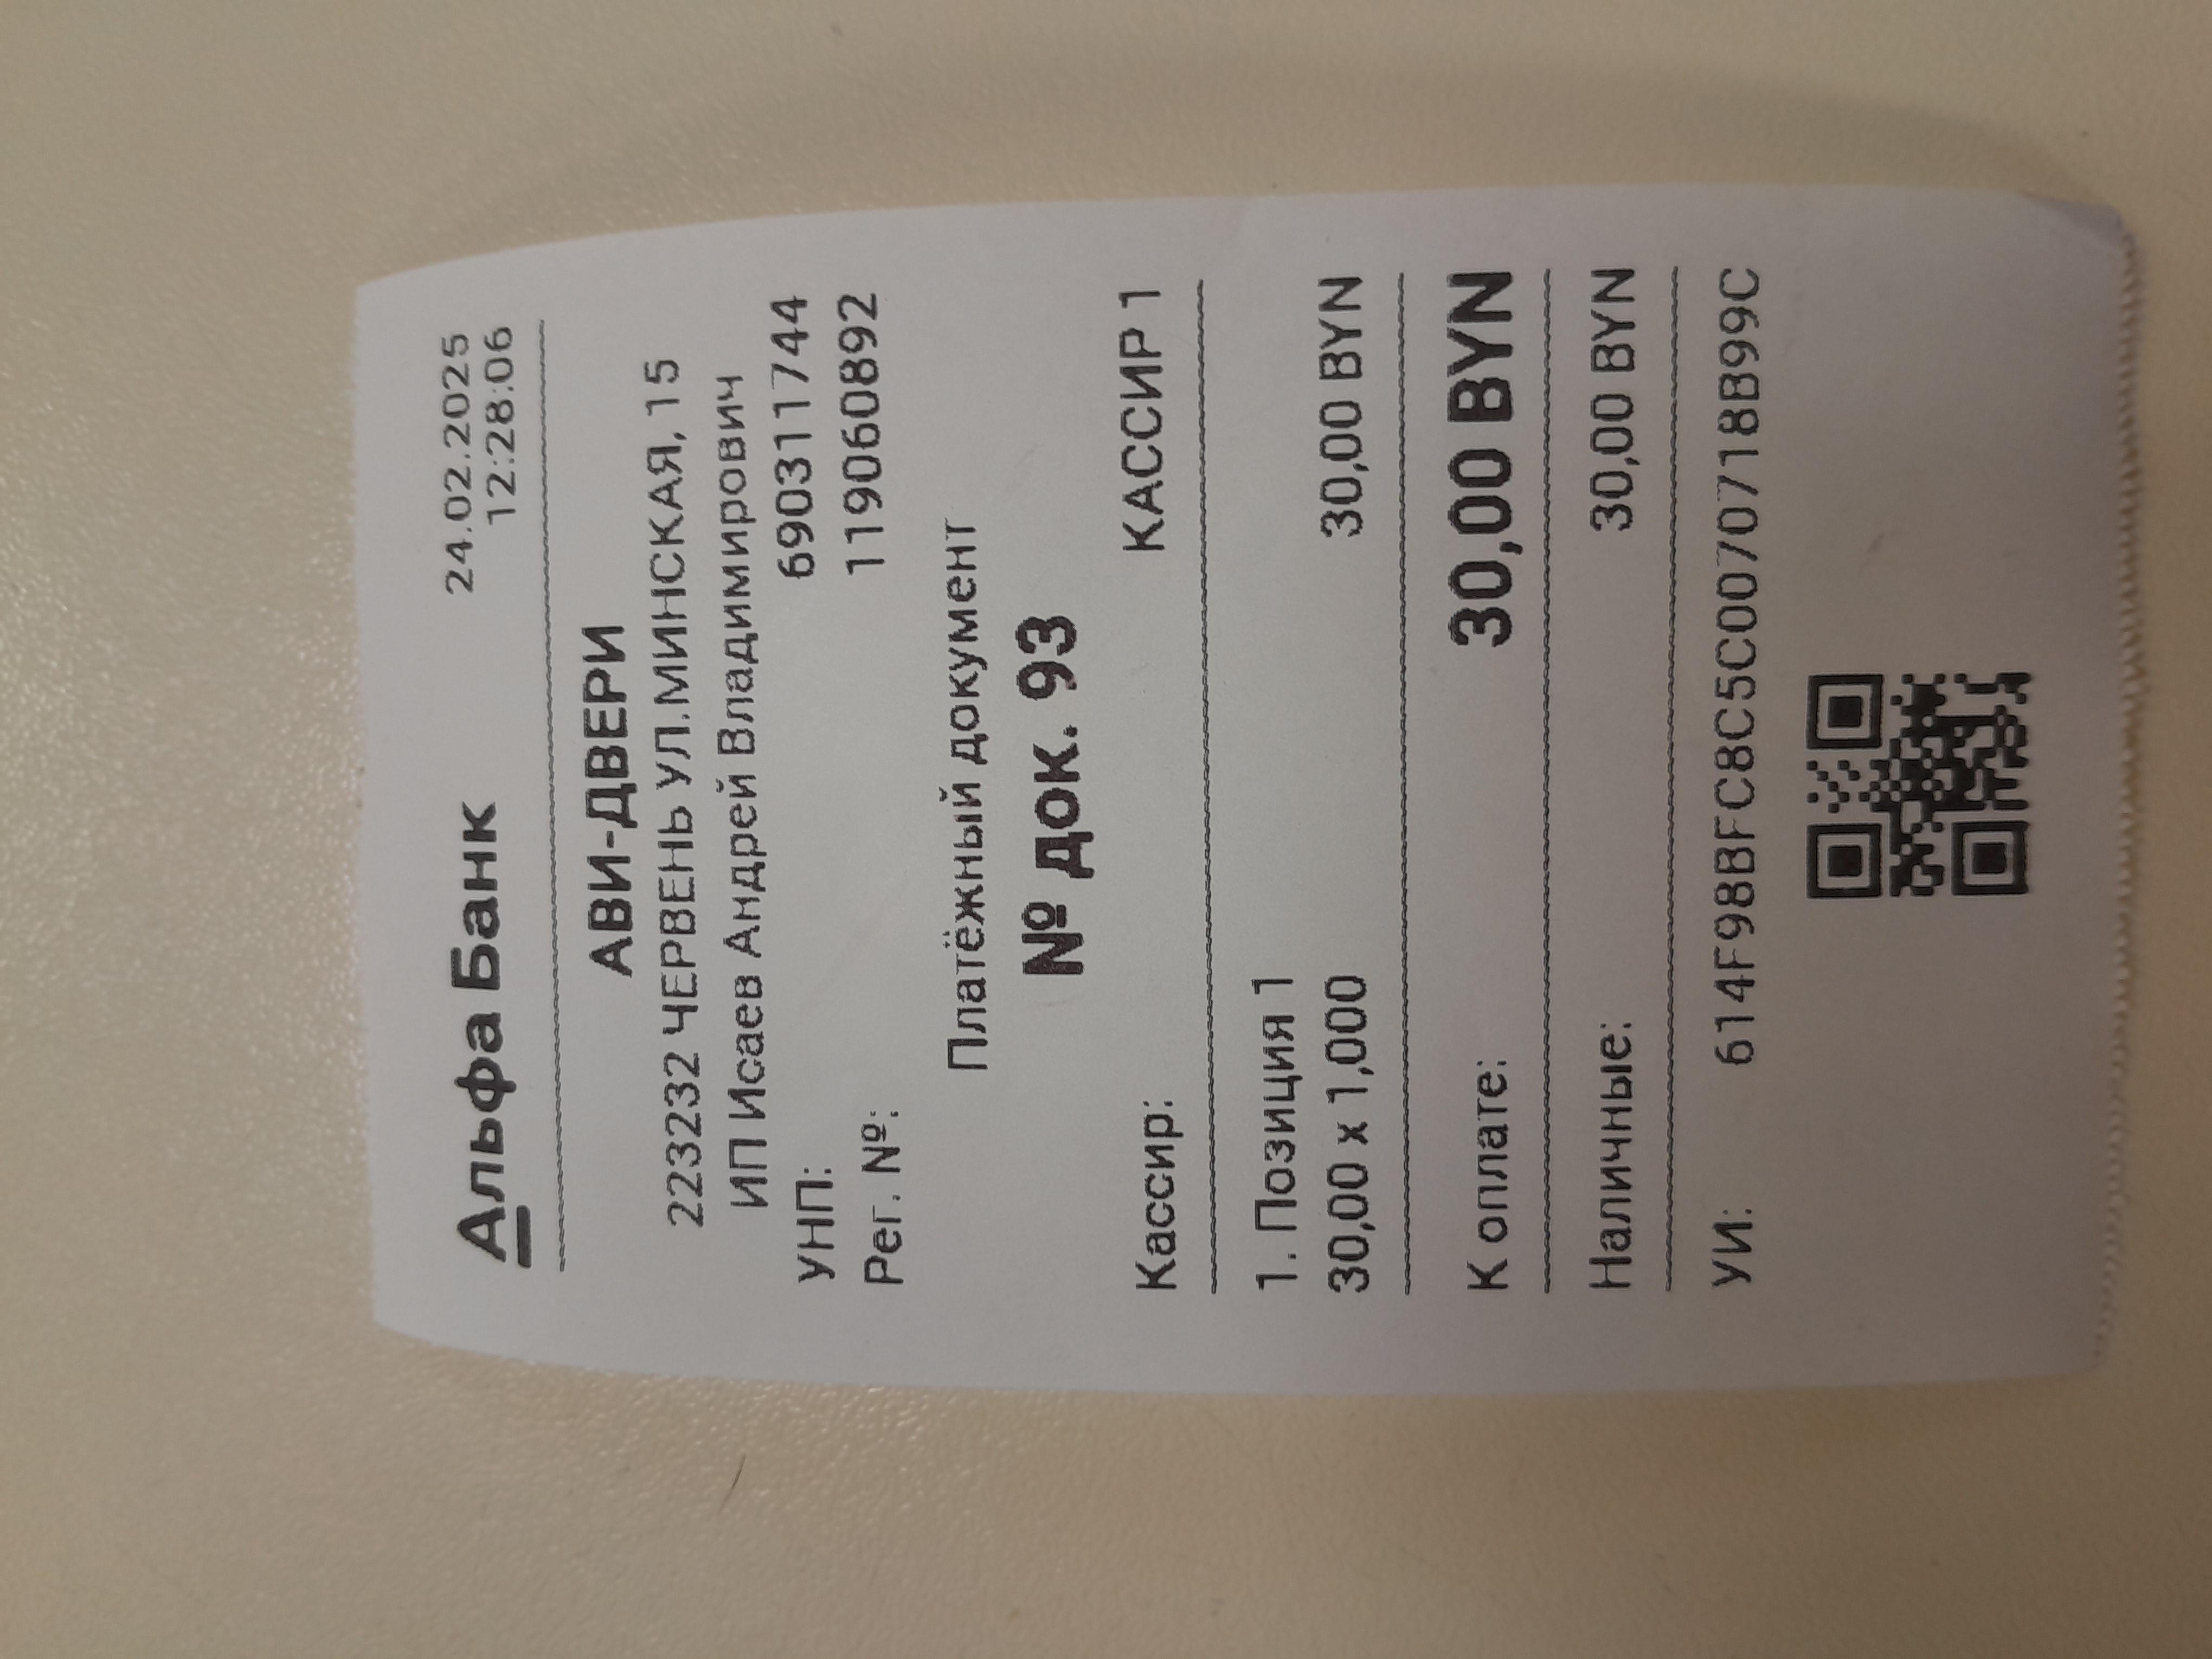 Альфа Банк 24.02.2025
12:28:06
АВИ-ДВЕРИ
223232 ЧЕРВЕНЬ УЛ.МИНСКАЯ, 15
ИП Исаев Андрей Владимирович
УНП: 690311744
Рег. №: 119060892
Платёжный документ
№ док. 93
Кассир: КАССИР 1
1. Позиция 1
30,00 x 1,000 30,00 BYN
К оплате: 30,00 BYN
Наличные: 30,00 BYN
УИ: 614F98BFC8C5C0070718B99C